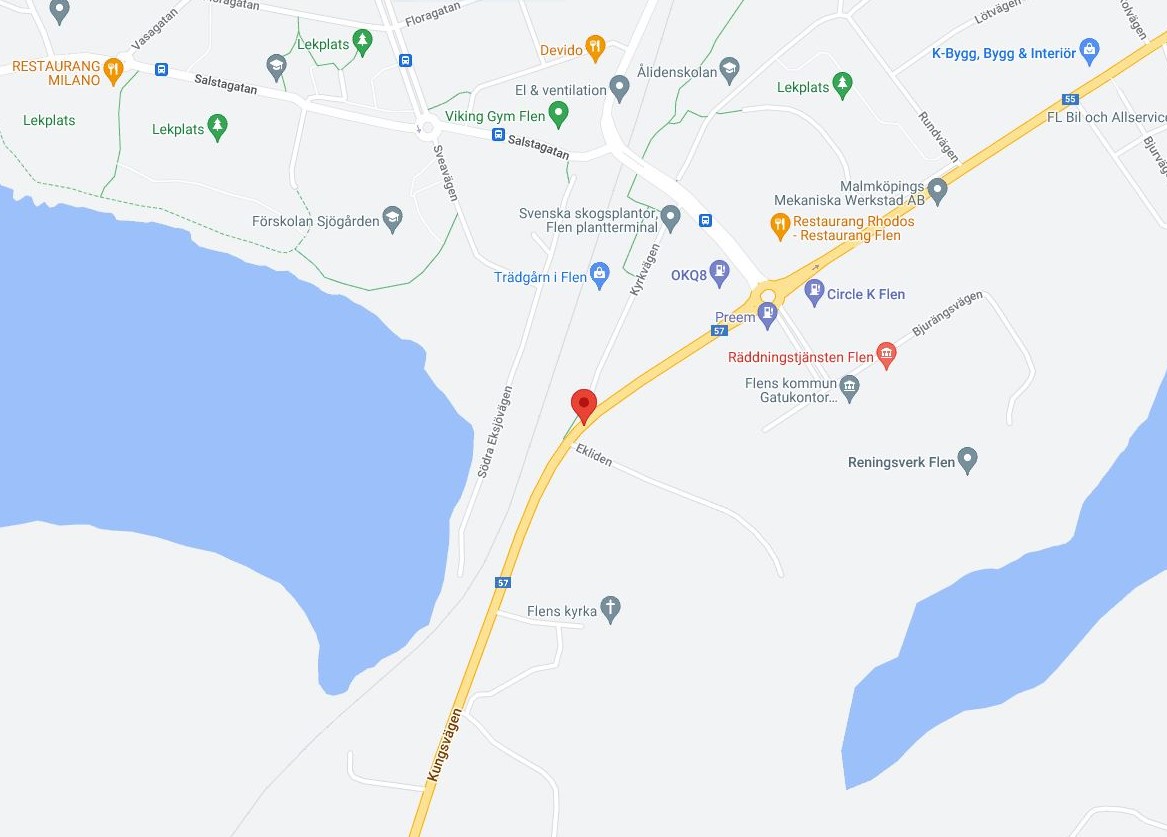 Floragatan
Floragatan
Vasagatan
Lötvägen
RESTAURANG
MILANO
Salstagatan
Lekplats
Devido
Ålidenskolan
K-Bygg, Bygg & Interiör
El & ventilation
Lekplats
55
Lekplats
Lekplats
Viking Gym Flen
Salstagatan
Rundvägen
FL Bil och Allservice
Sveavägen
Malmköpings
Mekaniska Werkstad AB
Förskolan Sjögården
Svenska skogsplantor,
Flen plantterminal
Restaurang Rhodos
- Restaurang Flen
Trädgårn i Flen
Kyrkvägen
OKQ8
Circle K Flen
Preem
57
Bjurängsvägen
Räddningstjänsten Flen
Flens kommun
Gatukontor...
Södra Eksjövägen
Ekliden
Reningsverk Flen
57
Flens kyrka
Kungsvägen